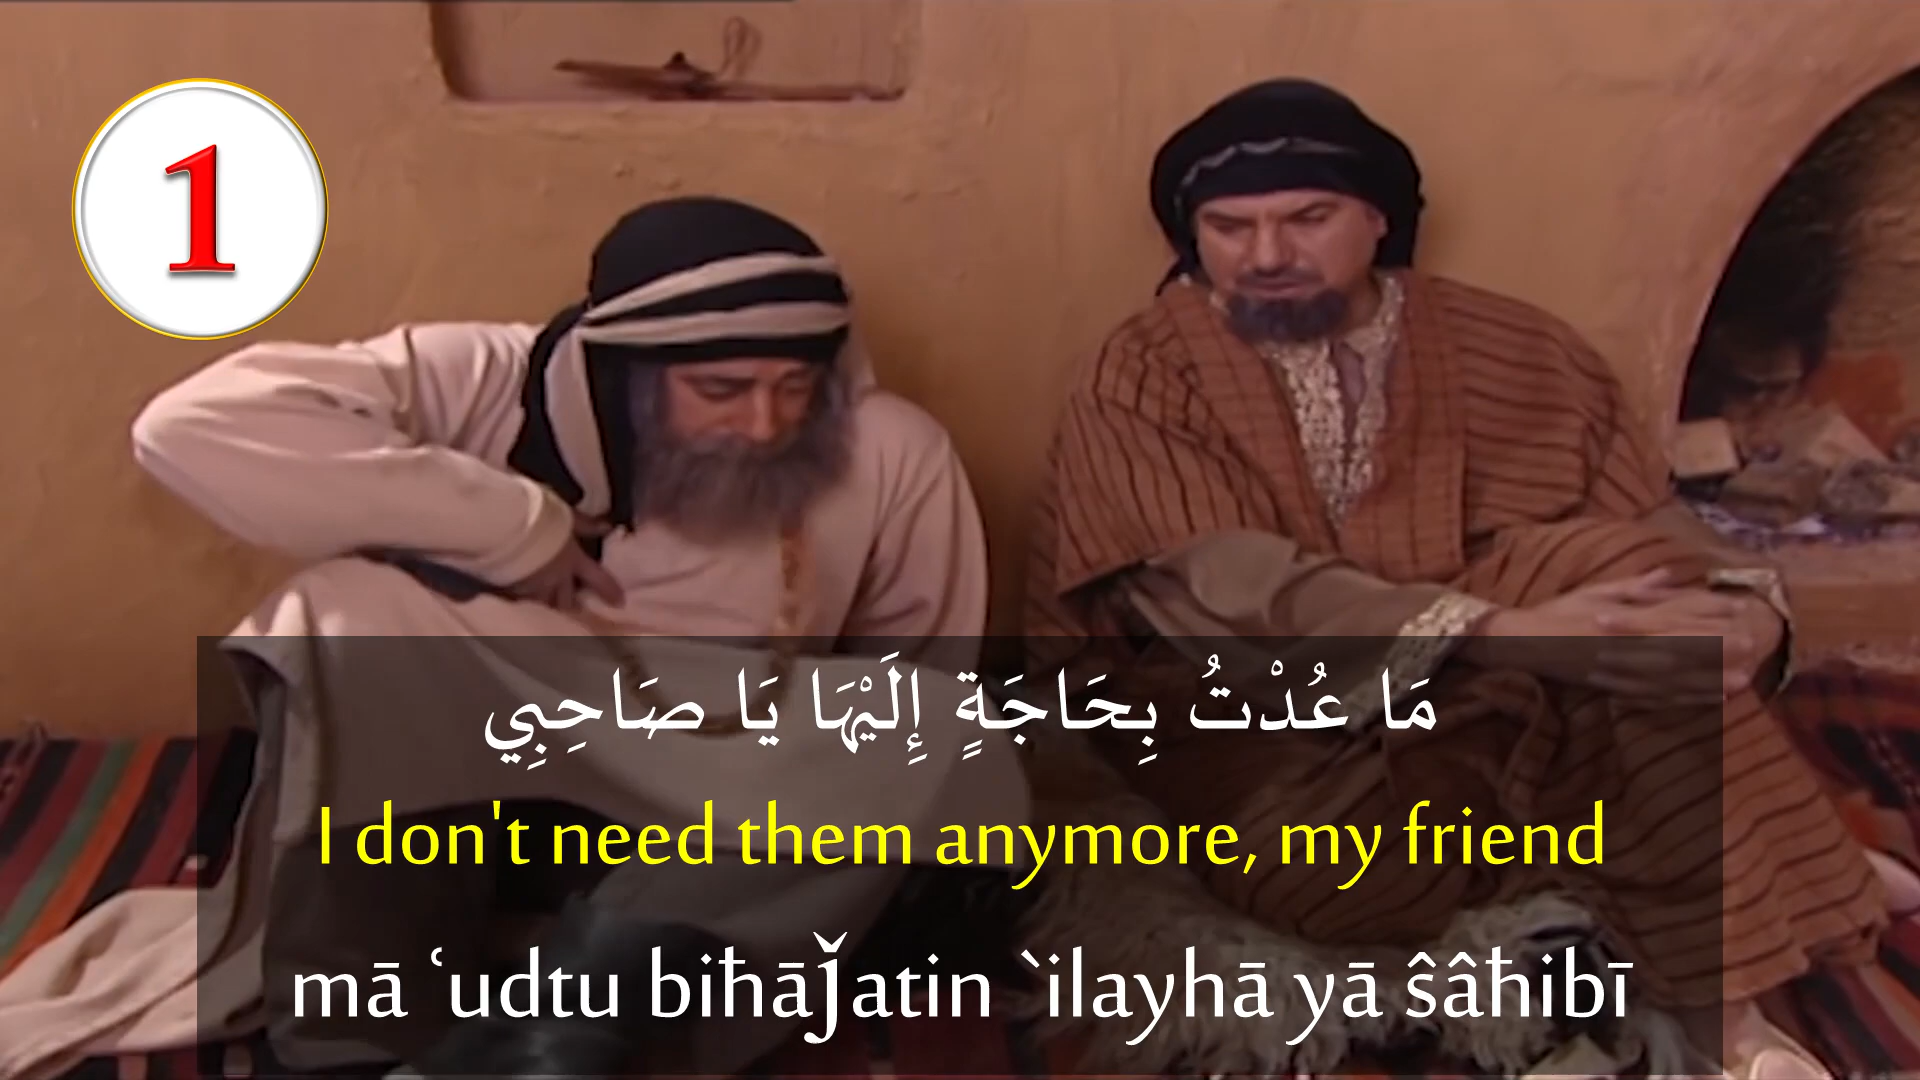 1
مَا عُدْتُ بِحَاجَةٍ إِلَيْهَا يَا صَاحِبِي
I don't need them anymore, my friend
mā ʿudtu biħāǰatin `ilayhā yā ŝâħibī